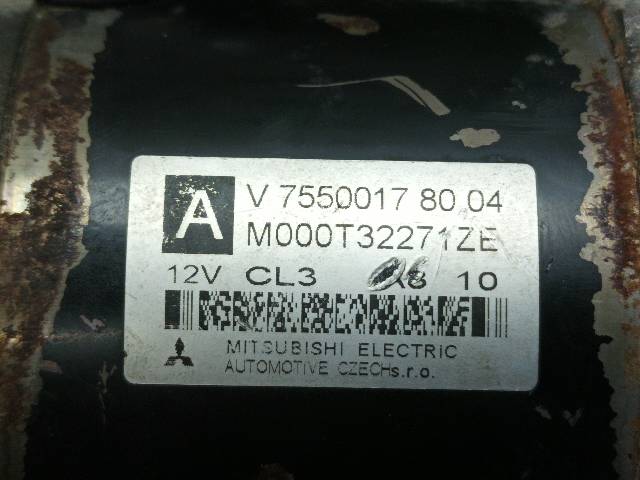 A
V 7550017 80 04
M000T32271ZE
12V CL3 10
MITSUBISHI ELECTRIC
AUTOMOTIVE CZECH s.r.o.